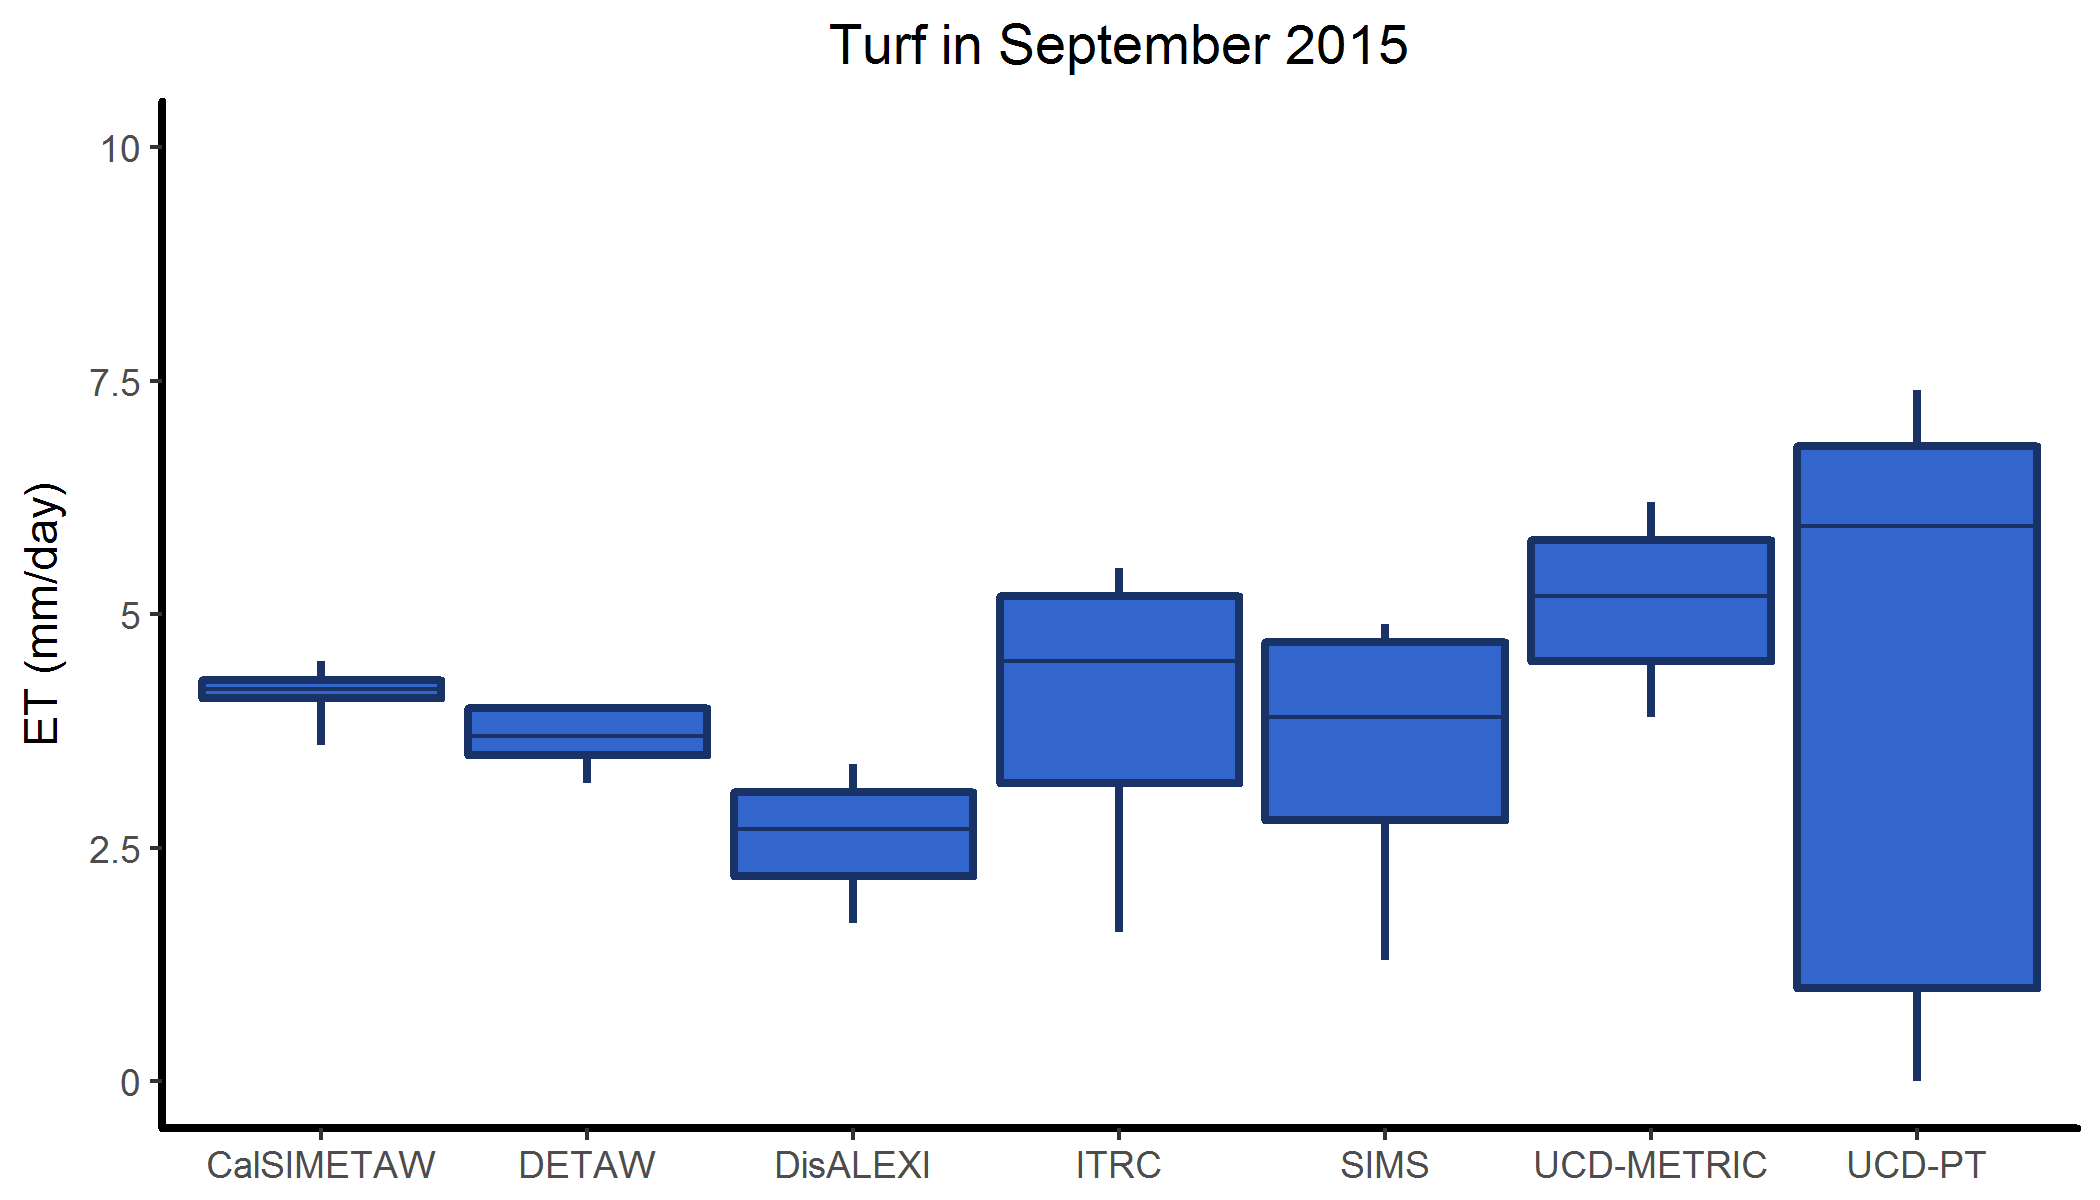 Turf in September 2015
ET (mm/day)
10
7.5
5
2.5
0
CalSIMETAW DETAW DisALEXI ITRC SIMS UCD-METRIC UCD-PT